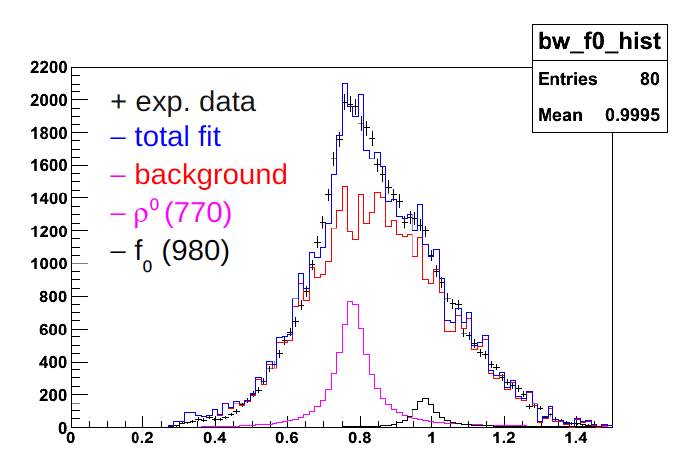 bw_f0_hist
Entries 80
Mean 0.9995
+ exp. data
– total fit
– background
– ρ⁰ (770)
– f₀ (980)
2200
2000
1800
1600
1400
1200
1000
800
600
400
200
0
0 0.2 0.4 0.6 0.8 1 1.2 1.4